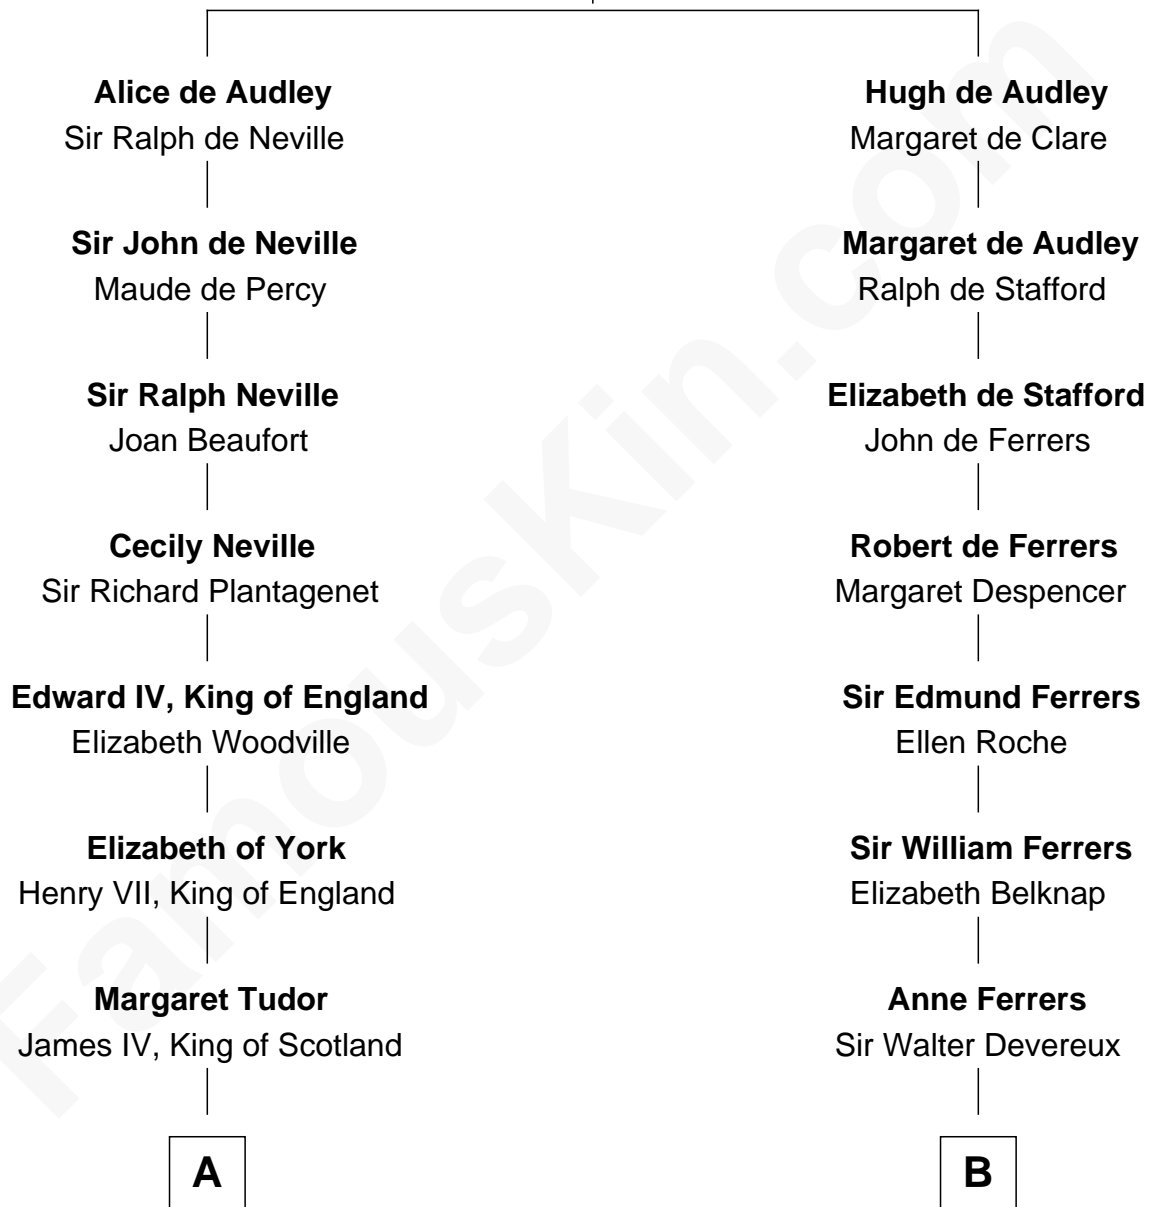 Alice de Audley
Sir Ralph de Neville
Hugh de Audley
Margaret de Clare
Sir John de Neville
Maude de Percy
Margaret de Audley
Ralph de Stafford
Sir Ralph Neville
Joan Beaufort
Elizabeth de Stafford
John de Ferrers
Cecily Neville
Sir Richard Plantagenet
Robert de Ferrers
Margaret Despencer
Edward IV, King of England
Elizabeth Woodville
Sir Edmund Ferrers
Ellen Roche
Elizabeth of York
Henry VII, King of England
Sir William Ferrers
Elizabeth Belknap
Margaret Tudor
James IV, King of Scotland
Anne Ferrers
Sir Walter Devereux
A
B
FamousKin.com